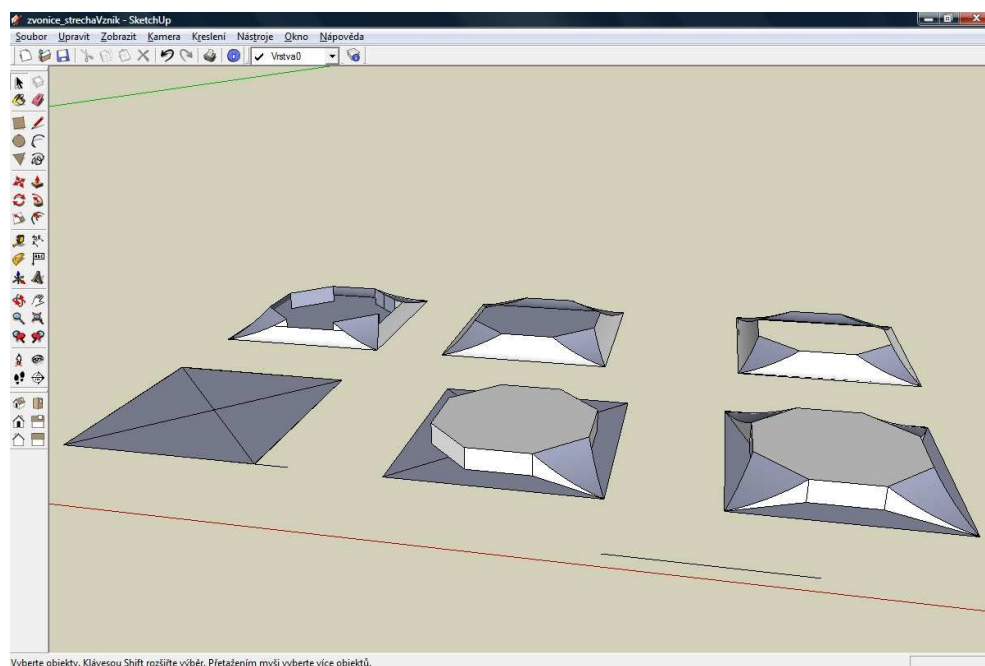 zvonice_strechaVznik - SketchUp
Soubor Upravit Zobrazit Kamera Kreslení Nástroje Okno Nápověda
Vrstva0
Vyberte objekty. Klávesou Shift rozšiřte výběr. Přetažením myši vyberte více objektů.